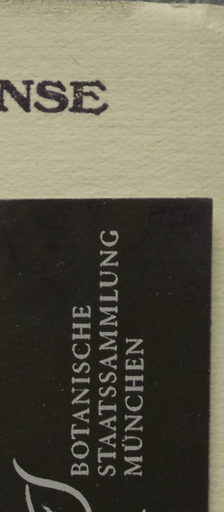 NSE
BOTANISCHE
STAATSSAMMLUNG
MÜNCHEN